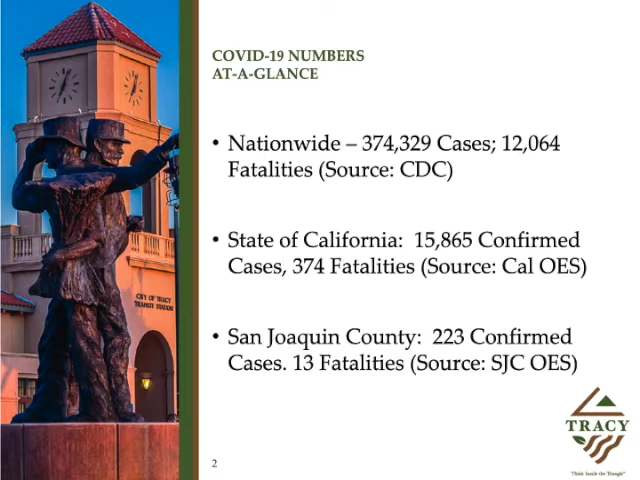 COVID-19 NUMBERS
AT-A-GLANCE
• Nationwide – 374,329 Cases; 12,064
Fatalities (Source: CDC)
• State of California:  15,865 Confirmed
Cases, 374 Fatalities (Source: Cal OES)
• San Joaquin County:  223 Confirmed
Cases. 13 Fatalities (Source: SJC OES)
CITY OF TRACY
TRANSIT STATION
TRACY
Think Inside the Triangle™
2